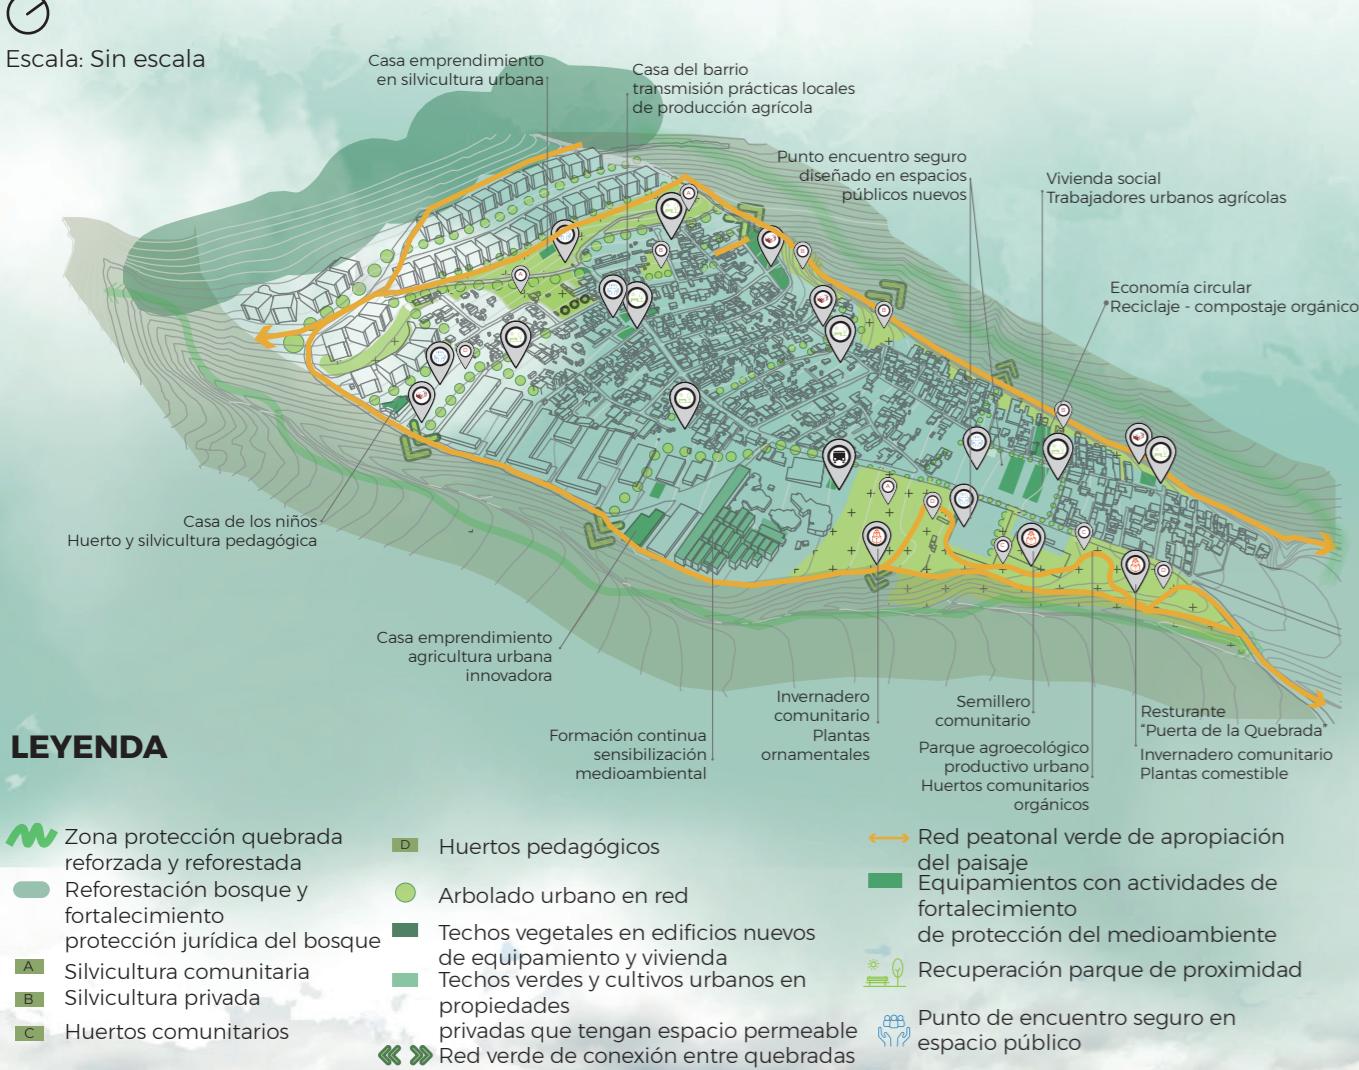 Escala: Sin escala
Casa emprendimiento
en silvicultura urbana
Casa del barrio
transmisión prácticas locales
de producción agrícola
Punto encuentro seguro
diseñado en espacios
públicos nuevos
Vivienda social
Trabajadores urbanos agrícolas
Economía circular
Reciclaje - compostaje orgánico
Casa de los niños
Huerto y silvicultura pedagógica
Casa emprendimiento
agricultura urbana
innovadora
Formación continua
sensibilización
medioambiental
Invernadero
comunitario
Plantas
ornamentales
Semillero
comunitario
Parque agroecológico
productivo urbano
Huertos comunitarios
orgánicos
Resturante
“Puerta de la Quebrada”
Invernadero comunitario
Plantas comestible
LEYENDA
Zona protección quebrada
reforzada y reforestada
Reforestación bosque y
fortalecimiento
protección jurídica del bosque
A Silvicultura comunitaria
B Silvicultura privada
C Huertos comunitarios
D Huertos pedagógicos
Arbolado urbano en red
Techos vegetales en edificios nuevos
de equipamiento y vivienda
Techos verdes y cultivos urbanos en
propiedades
privadas que tengan espacio permeable
Red verde de conexión entre quebradas
Red peatonal verde de apropiación
del paisaje
Equipamientos con actividades de
fortalecimiento
de protección del medioambiente
Recuperación parque de proximidad
Punto de encuentro seguro en
espacio público